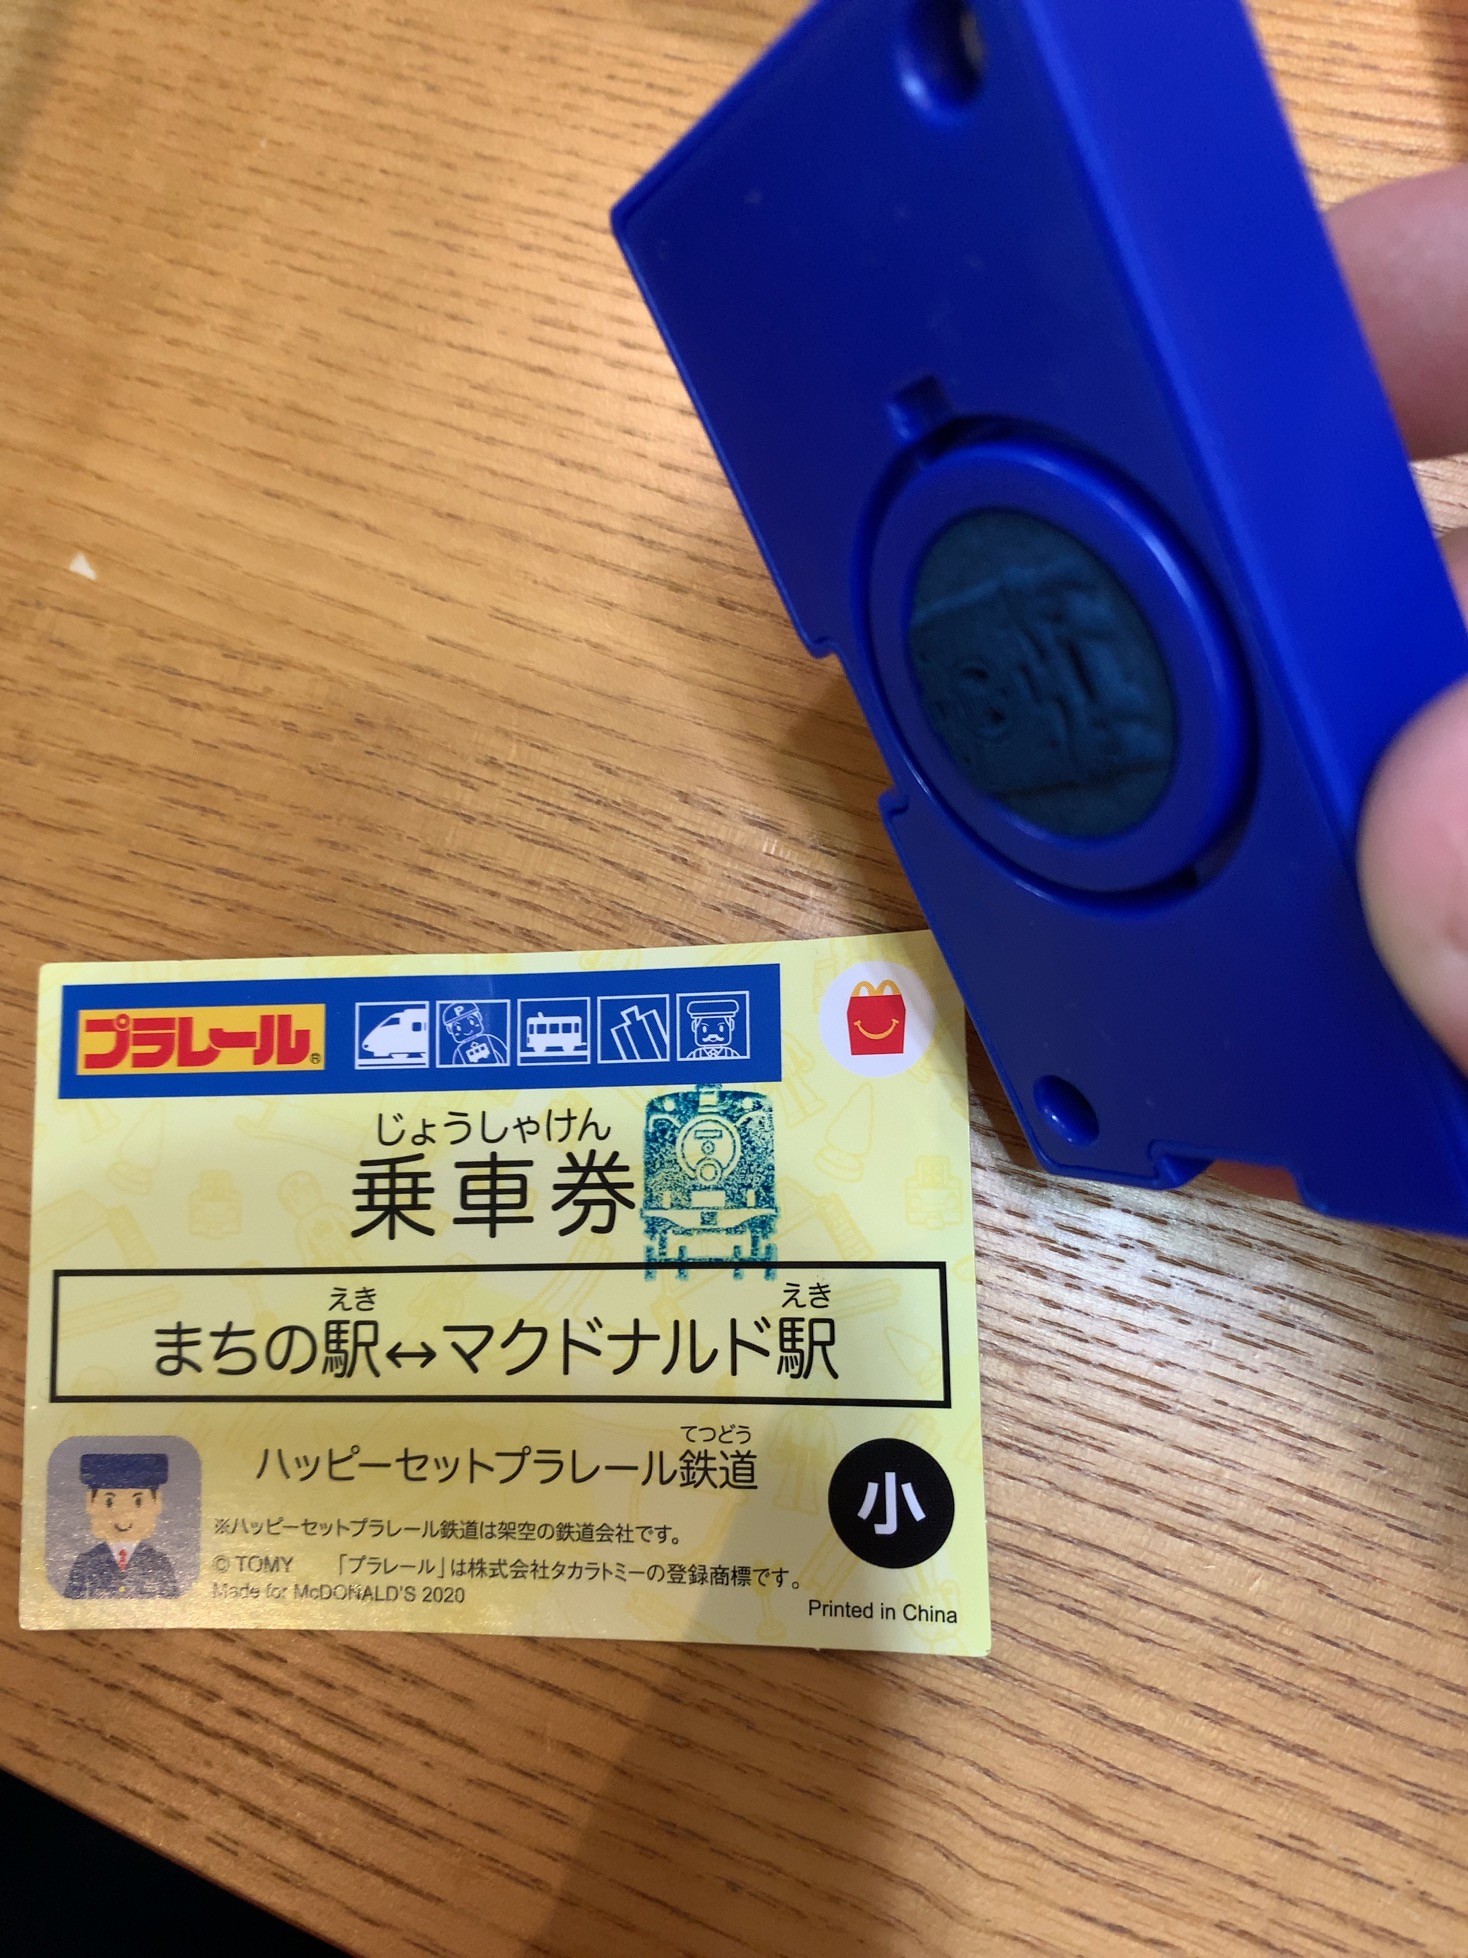 プラレール®
じょうしゃけん
乗車券
えき えき
まちの駅↔マクドナルド駅
てつどう
ハッピーセットプラレール鉄道
小
※ハッピーセットプラレール鉄道は架空の鉄道会社です。
© TOMY 「プラレール」は株式会社タカラトミーの登録商標です。
Made for McDONALD'S 2020
Printed in China